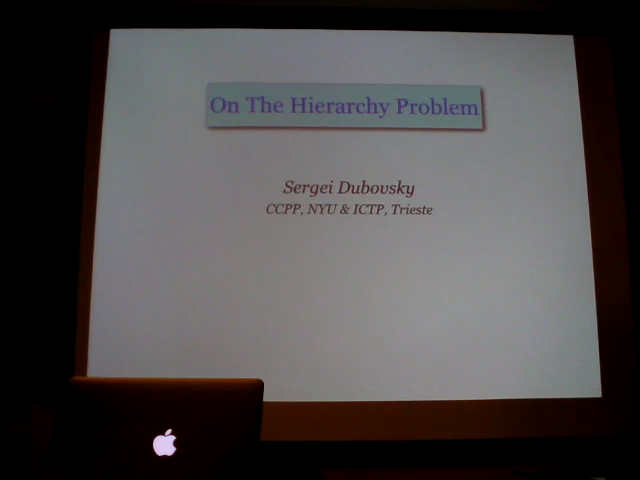 On The Hierarchy Problem
Sergei Dubovsky
CCPP, NYU & ICTP, Trieste